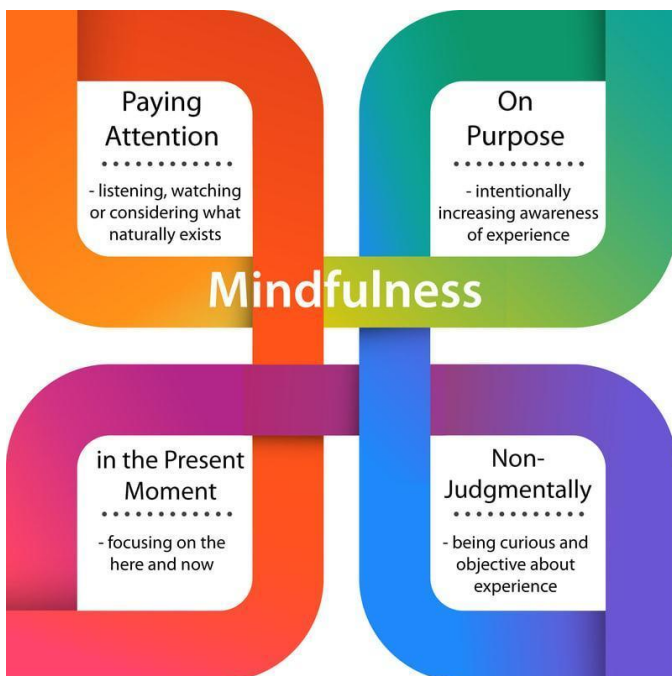 Paying
Attention
- listening, watching
or considering what
naturally exists
On
Purpose
- intentionally
increasing awareness
of experience
Mindfulness
in the Present
Moment
- focusing on the
here and now
Non-
Judgmentally
- being curious and
objective about
experience